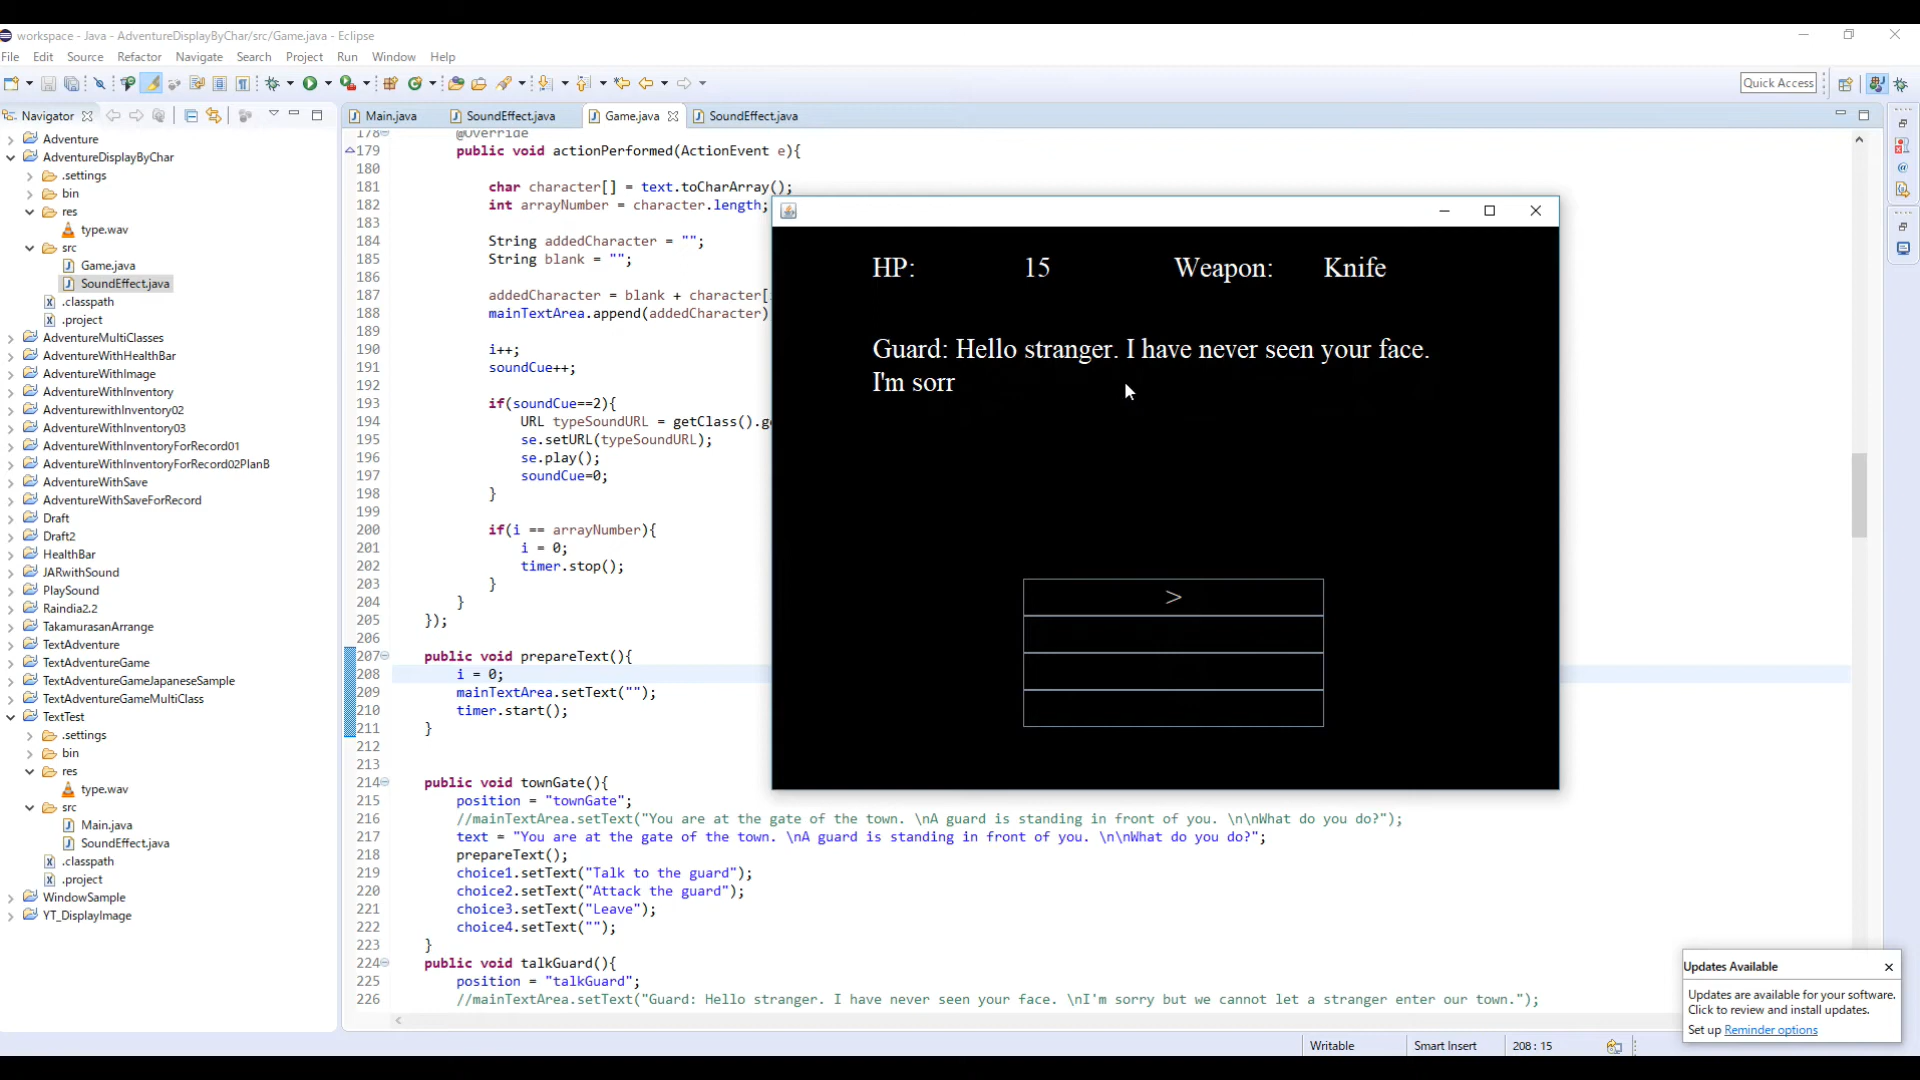 workspace - Java - AdventureDisplayByChar/src/Game.java - Eclipse
File Edit Source Refactor Navigate Search Project Run Window Help
Quick Access
Navigator
Adventure
AdventureDisplayByChar
.settings
bin
res
type.wav
src
Game.java
SoundEffect.java
.classpath
.project
AdventureMultiClasses
AdventureWithHealthBar
AdventureWithImage
AdventureWithInventory
AdventurewithInventory02
AdventureWithInventory03
AdventureWithInventoryForRecord01
AdventureWithInventoryForRecord02PlanB
AdventureWithSave
AdventureWithSaveForRecord
Draft
Draft2
HealthBar
JARwithSound
PlaySound
Raindia2.2
TakamurasanArrange
TextAdventure
TextAdventureGame
TextAdventureGameJapaneseSample
TextAdventureGameMultiClass
TextTest
.settings
bin
res
type.wav
src
Main.java
SoundEffect.java
.classpath
.project
WindowSample
YT_DisplayImage
Main.java SoundEffect.java Game.java SoundEffect.java
178 @Override
179 public void actionPerformed(ActionEvent e){
180
181 char character[] = text.toCharArray();
182 int arrayNumber = character.length;
183
184 String addedCharacter = "";
185 String blank = "";
186
187 addedCharacter = blank + character[
188 mainTextArea.append(addedCharacter)
189
190 i++;
191 soundCue++;
192
193 if(soundCue==2){
194 URL typeSoundURL = getClass().g
195 se.setURL(typeSoundURL);
196 se.play();
197 soundCue=0;
198 }
199
200 if(i == arrayNumber){
201 i = 0;
202 timer.stop();
203 }
204 }
205 });
206
207 public void prepareText(){
208 i = 0;
209 mainTextArea.setText("");
210 timer.start();
211 }
212
213
214 public void townGate(){
215 position = "townGate";
216 //mainTextArea.setText("You are at the gate of the town. \nA guard is standing in front of you. \n\nWhat do you do?");
217 text = "You are at the gate of the town. \nA guard is standing in front of you. \n\nWhat do you do?";
218 prepareText();
219 choice1.setText("Talk to the guard");
220 choice2.setText("Attack the guard");
221 choice3.setText("Leave");
222 choice4.setText("");
223 }
224 public void talkGuard(){
225 position = "talkGuard";
226 //mainTextArea.setText("Guard: Hello stranger. I have never seen your face. \nI'm sorry but we cannot let a stranger enter our town.");
HP: 15 Weapon: Knife
Guard: Hello stranger. I have never seen your face.
I'm sorr
>
Updates Available
Updates are available for your software.
Click to review and install updates.
Set up Reminder options
Writable Smart Insert 208 : 15